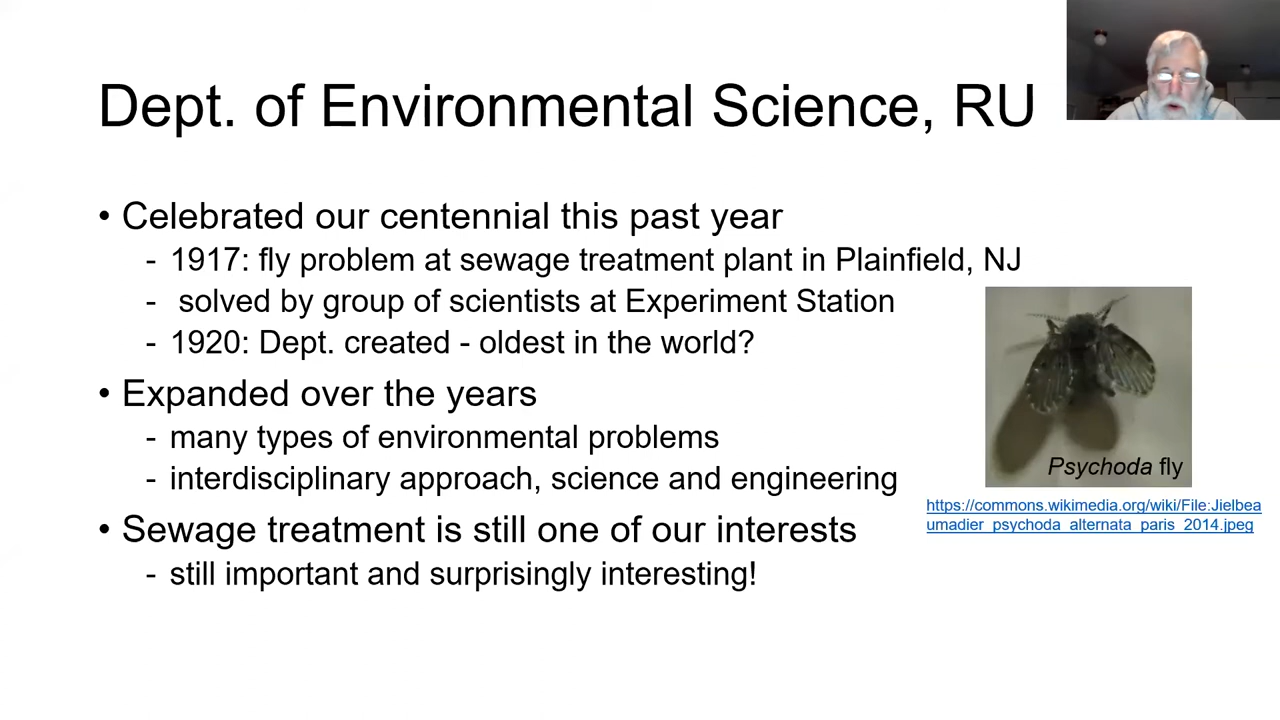 Dept. of Environmental Science, RU
• Celebrated our centennial this past year
- 1917: fly problem at sewage treatment plant in Plainfield, NJ
- solved by group of scientists at Experiment Station
- 1920: Dept. created - oldest in the world?
• Expanded over the years
- many types of environmental problems
- interdisciplinary approach, science and engineering
• Sewage treatment is still one of our interests
- still important and surprisingly interesting!
Psychoda fly
https://commons.wikimedia.org/wiki/File:Jielbea
umadier_psychoda_alternata_paris_2014.jpeg